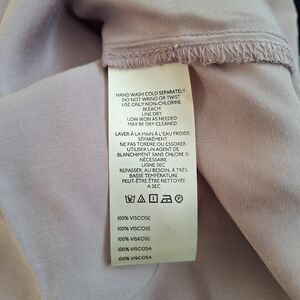 HAND WASH COLD SEPARATELY
DO NOT WRING OR TWIST
USE ONLY NON-CHLORINE
BLEACH
LINE DRY
LOW IRON AS NEEDED
MAY BE DRY CLEANED
LAVER À LA MAIN À L'EAU FROIDE
SÉPARÉMENT
NE PAS TORDRE OU ESSORER
UTILISER UN AGENT DE
BLANCHIMENT SANS CHLORE SI
NÉCESSAIRE
LIGNE SEC
REPASSER, AU BESOIN, À TRÈS
BASSE TEMPÉRATURE
PEUT-ÊTRE ÊTRE NETTOYÉE
A SEC
100% VISCOSE
100% VISCOSE
100% VISCOSE
100% VISCOSA
100% VISCOSA